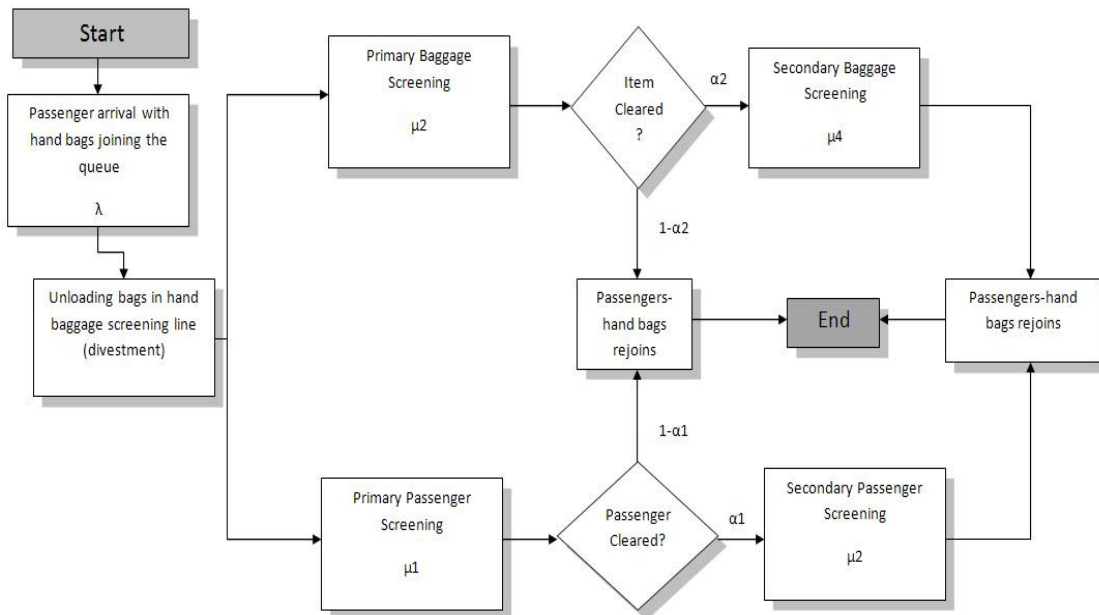 Start
Passenger arrival with
hand bags joining the
queue
λ
Unloading bags in hand
baggage screening line
(divestment)
Primary Baggage
Screening
μ2
Item
Cleared
?
α2
Secondary Baggage
Screening
μ4
1-α2
Passengers-
hand bags
rejoins
End
Passengers-hand
bags rejoins
1-α1
Primary Passenger
Screening
μ1
Passenger
Cleared?
α1
Secondary Passenger
Screening
μ2